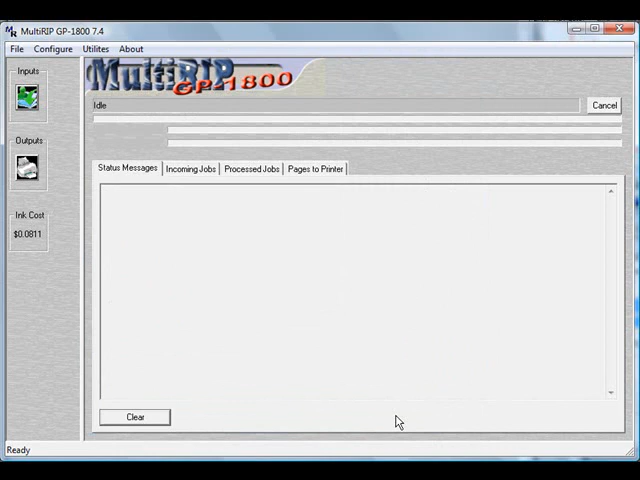 MultiRIP GP-1800 7.4
File Configure Utilites About
Inputs
MultiRIP
GP-1800
Idle
Cancel
Outputs
Status Messages Incoming Jobs Processed Jobs Pages to Printer
Ink Cost
$0.0811
Clear
Ready